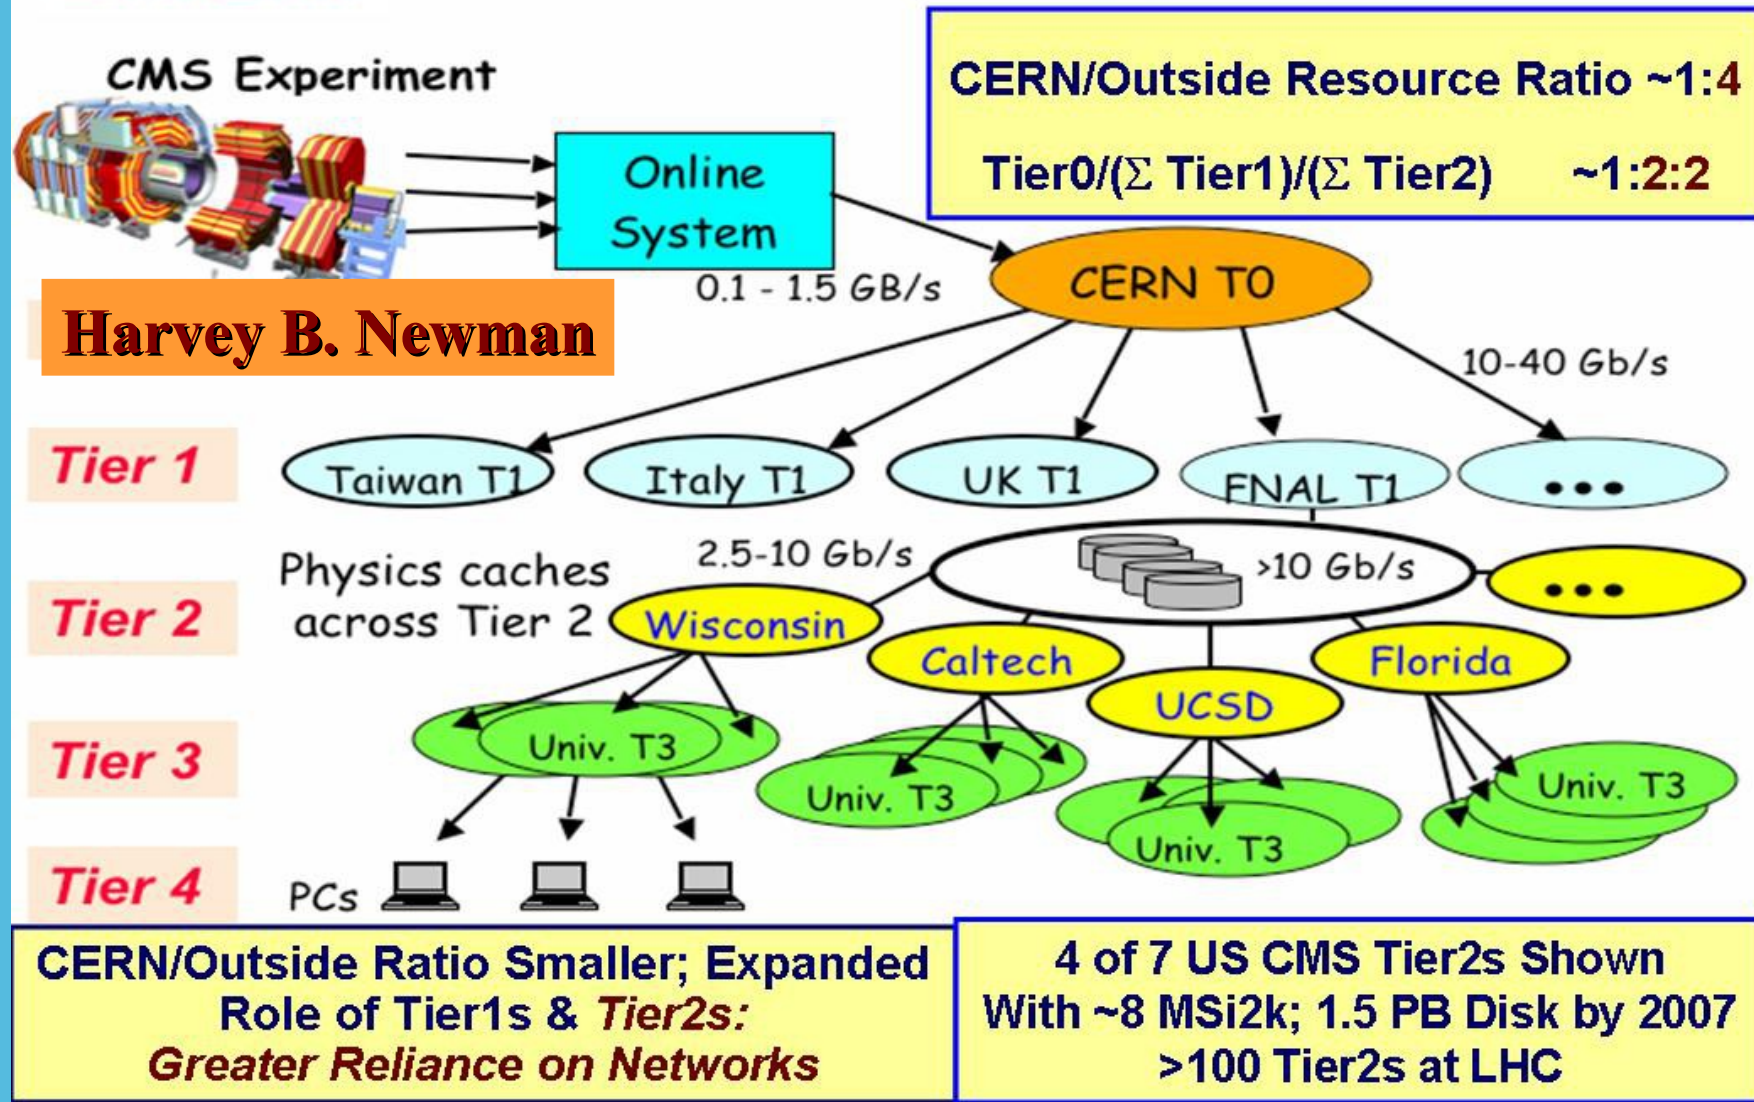 CMS Experiment
CERN/Outside Resource Ratio ~1:4
Tier0/(Σ Tier1)/(Σ Tier2) ~1:2:2
Online
System
0.1 - 1.5 GB/s
CERN T0
Harvey B. Newman
10-40 Gb/s
Tier 1
Taiwan T1
Italy T1
UK T1
FNAL T1
•••
Physics caches
across Tier 2
2.5-10 Gb/s
>10 Gb/s
•••
Tier 2
Wisconsin
Caltech
UCSD
Florida
Tier 3
Univ. T3
Univ. T3
Univ. T3
Univ. T3
Tier 4
PCs
CERN/Outside Ratio Smaller; Expanded
Role of Tier1s & Tier2s:
Greater Reliance on Networks
4 of 7 US CMS Tier2s Shown
With ~8 MSi2k; 1.5 PB Disk by 2007
>100 Tier2s at LHC